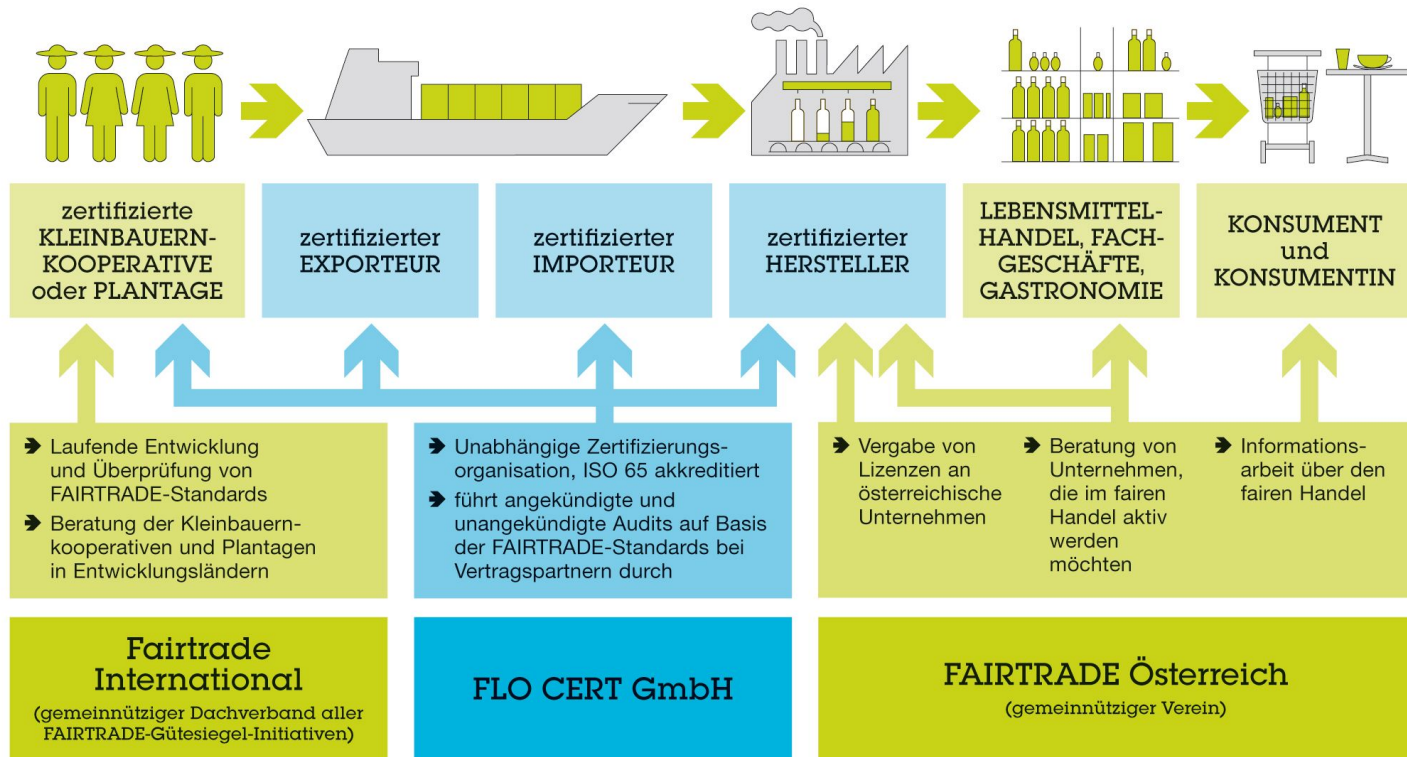 zertifizierte
KLEINBAUERN-
KOOPERATIVE
oder PLANTAGE
zertifizierter
EXPORTEUR
zertifizierter
IMPORTEUR
zertifizierter
HERSTELLER
LEBENSMITTEL-
HANDEL, FACH-
GESCHÄFTE,
GASTRONOMIE
KONSUMENT
und
KONSUMENTIN
Laufende Entwicklung
und Überprüfung von
FAIRTRADE-Standards
Beratung der Kleinbauern-
kooperativen und Plantagen
in Entwicklungsländern
Unabhängige Zertifizierungs-
organisation, ISO 65 akkreditiert
führt angekündigte und
unangekündigte Audits auf Basis
der FAIRTRADE-Standards bei
Vertragspartnern durch
Vergabe von
Lizenzen an
österreichische
Unternehmen
Beratung von
Unternehmen,
die im fairen
Handel aktiv
werden
möchten
Informations-
arbeit über den
fairen Handel
Fairtrade
International
(gemeinnütziger Dachverband aller
FAIRTRADE-Gütesiegel-Initiativen)
FLO CERT GmbH
FAIRTRADE Österreich
(gemeinnütziger Verein)